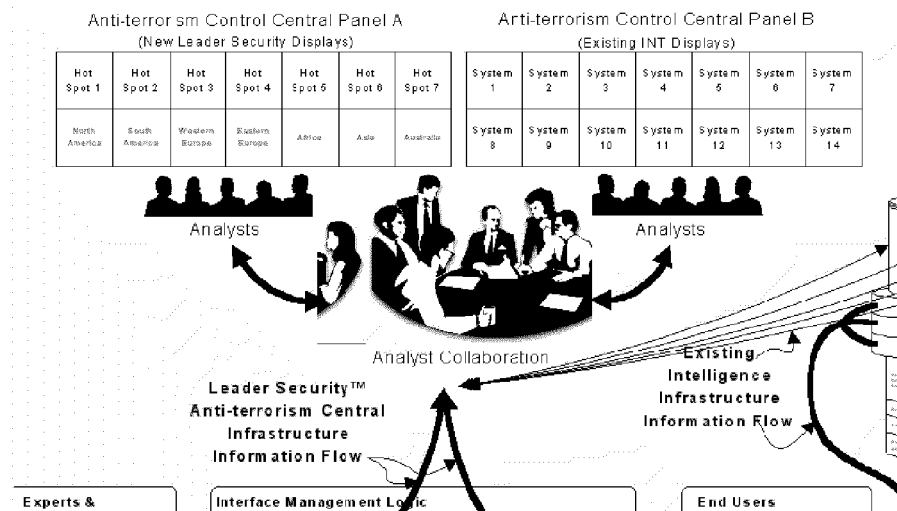 Anti-terrorism Control Central Panel A
(New Leader Security Displays)
Hot Spot 1
Hot Spot 2
Hot Spot 3
Hot Spot 4
Hot Spot 5
Hot Spot 6
Hot Spot 7
North America
South America
Western Europe
Eastern Europe
Africa
Asia
Australia
Anti-terrorism Control Central Panel B
(Existing INT Displays)
System 1
System 2
System 3
System 4
System 5
System 6
System 7
System 8
System 9
System 10
System 11
System 12
System 13
System 14
Analysts
Analysts
Analyst Collaboration
Leader Security™
Anti-terrorism Central
Infrastructure
Information Flow
Existing
Intelligence
Infrastructure
Information Flow
Experts &
Interface Management Logic
End Users